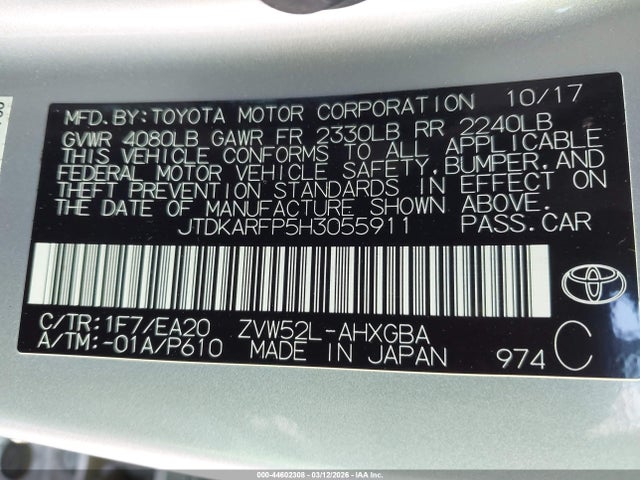 MFD.BY:TOYOTA MOTOR CORPORATION 10/17
GVWR 4080LB GAWR FR 2330LB RR 2240LB
THIS VEHICLE CONFORMS TO ALL APPLICABLE
FEDERAL MOTOR VEHICLE SAFETY,BUMPER,AND
THEFT PREVENTION STANDARDS IN EFFECT ON
THE DATE OF MANUFACTURE SHOWN ABOVE.
JTDKARFP5H3055911 PASS.CAR
C/TR:1F7/EA20 ZVW52L-AHXGBA
A/TM:-01A/P610 MADE IN JAPAN 974 C
000-44602308 - 03/12/2026 - IAA Inc.